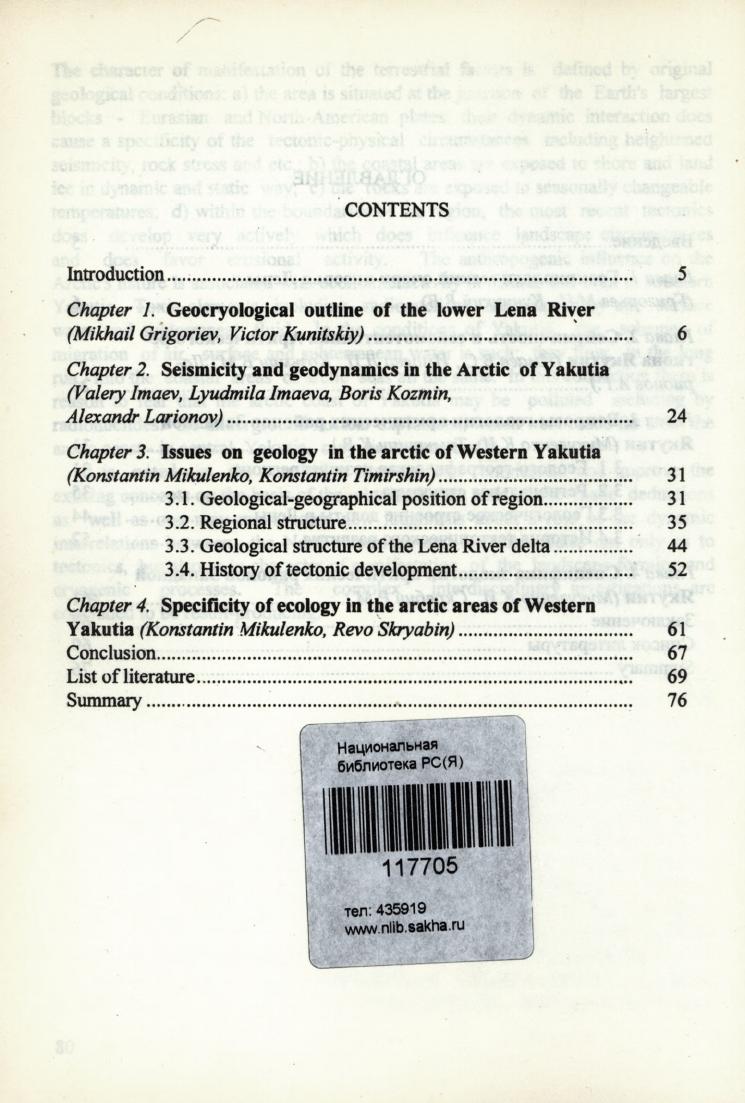 CONTENTS
Introduction 5
Chapter 1. Geocryological outline of the lower Lena River
(Mikhail Grigoriev, Victor Kunitskiy) 6
Chapter 2. Seismicity and geodynamics in the Arctic of Yakutia
(Valery Imaev, Lyudmila Imaeva, Boris Kozmin,
Alexandr Larionov) 24
Chapter 3. Issues on geology in the arctic of Western Yakutia
(Konstantin Mikulenko, Konstantin Timirshin) 31
3.1. Geological-geographical position of region 31
3.2. Regional structure 35
3.3. Geological structure of the Lena River delta 44
3.4. History of tectonic development 52
Chapter 4. Specificity of ecology in the arctic areas of Western
Yakutia (Konstantin Mikulenko, Revo Skryabin) 61
Conclusion 67
List of literature 69
Summary 76
Национальная
библиотека РС(Я)
117705
тел: 435919
www.nlib.sakha.ru
80